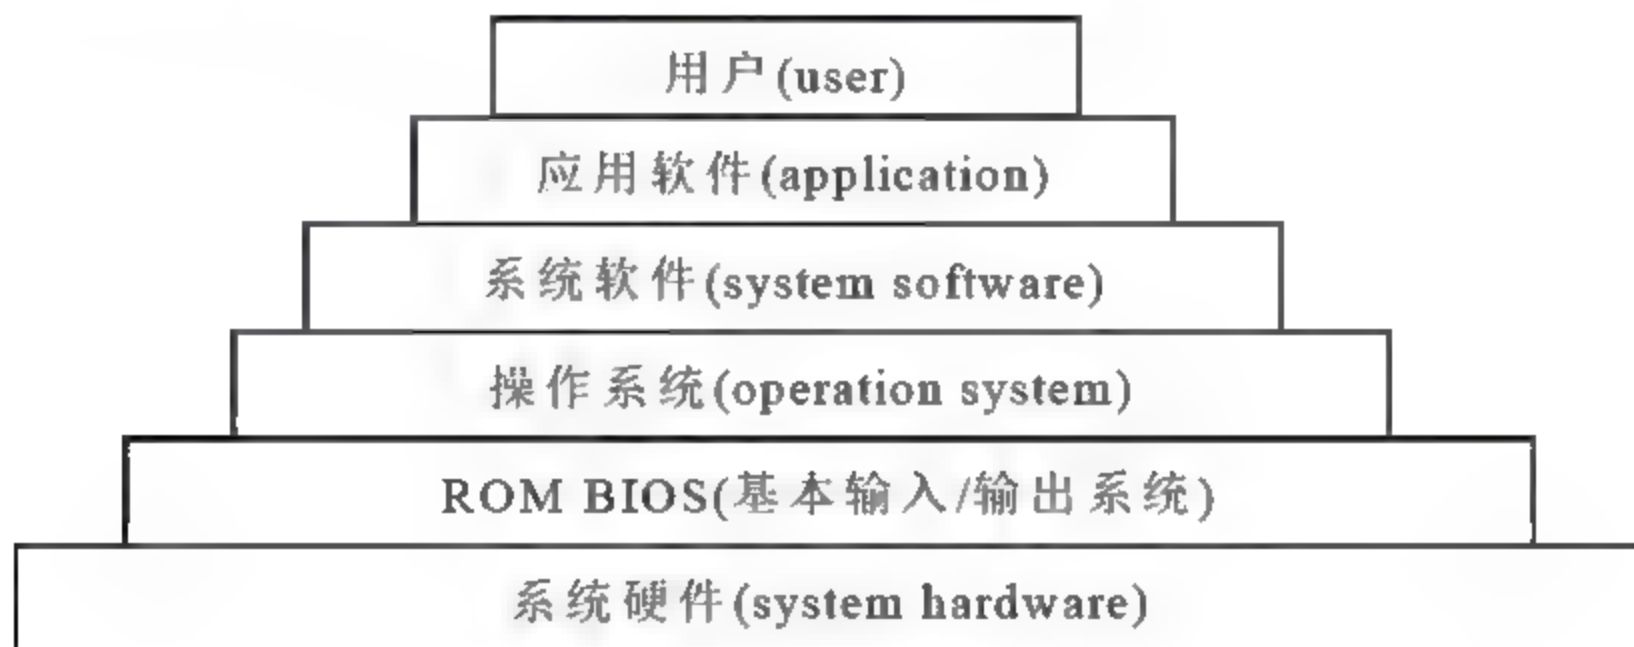 用户(user)
应用软件(application)
系统软件(system software)
操作系统(operation system)
ROM BIOS(基本输入/输出系统)
系统硬件(system hardware)